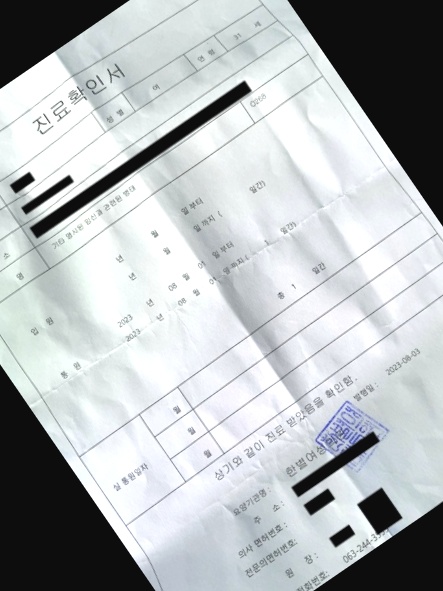 진료확인서
성 별 여 연 령 31 세
소
명 기타 명시된 임신과 관련된 병태
년 월 일 부터
입 원 년 월 일 까지 ( 일간)
2023 년 08 월 01 일 부터
통 원 2023 년 08 월 01 일 까지 ( 1 일간)
총 1 일간
월
실 통원일자 월
월
상기와 같이 진료 받았음을 확인함.
발행일 : 2023-08-03
요양기관명 : 한별여성
주 소 :
의사 면허번호 :
전문의면허번호:
원 장 :
전화번호: 063-244-